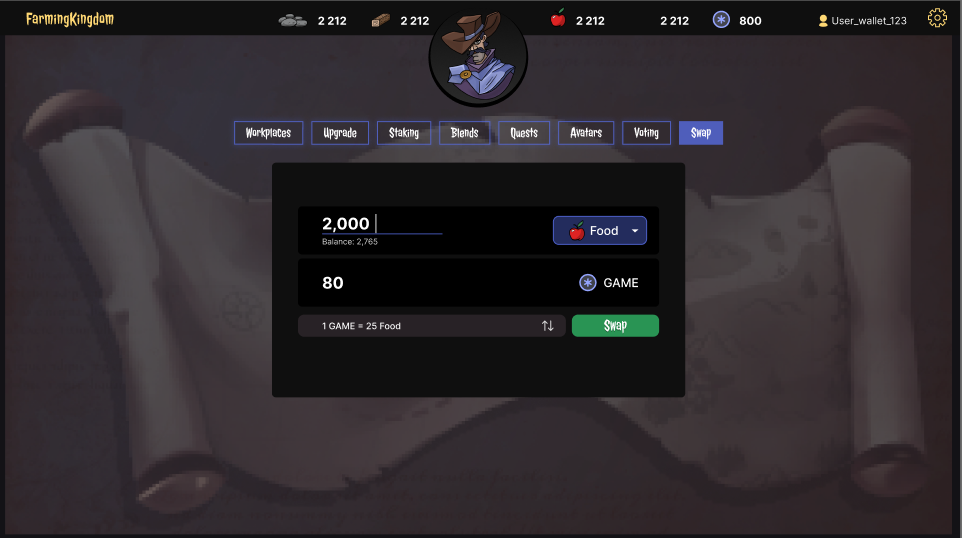 FarmingKingdom
2 212
2 212
2 212
2 212
800
User_wallet_123
Workplaces
Upgrade
Staking
Blends
Quests
Avatars
Voting
Swap
2,000
Balance: 2,765
Food
80
GAME
1 GAME = 25 Food
Swap